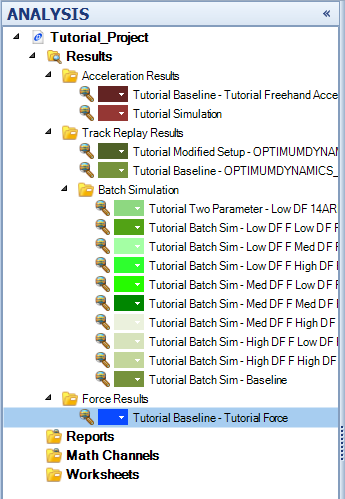 ANALYSIS «
Tutorial_Project
Results
Acceleration Results
Tutorial Baseline - Tutorial Freehand Acce
Tutorial Simulation
Track Replay Results
Tutorial Modified Setup - OPTIMUMDYN
Tutorial Baseline - OPTIMUMDYNAMICS_
Batch Simulation
Tutorial Two Parameter - Low DF 14AR
Tutorial Batch Sim - Low DF F Low DF F
Tutorial Batch Sim - Low DF F Med DF F
Tutorial Batch Sim - Low DF F High DF F
Tutorial Batch Sim - Med DF F Low DF F
Tutorial Batch Sim - Med DF F Med DF
Tutorial Batch Sim - Med DF F High DF
Tutorial Batch Sim - High DF F Low DF F
Tutorial Batch Sim - High DF F High DF
Tutorial Batch Sim - Baseline
Force Results
Tutorial Baseline - Tutorial Force
Reports
Math Channels
Worksheets